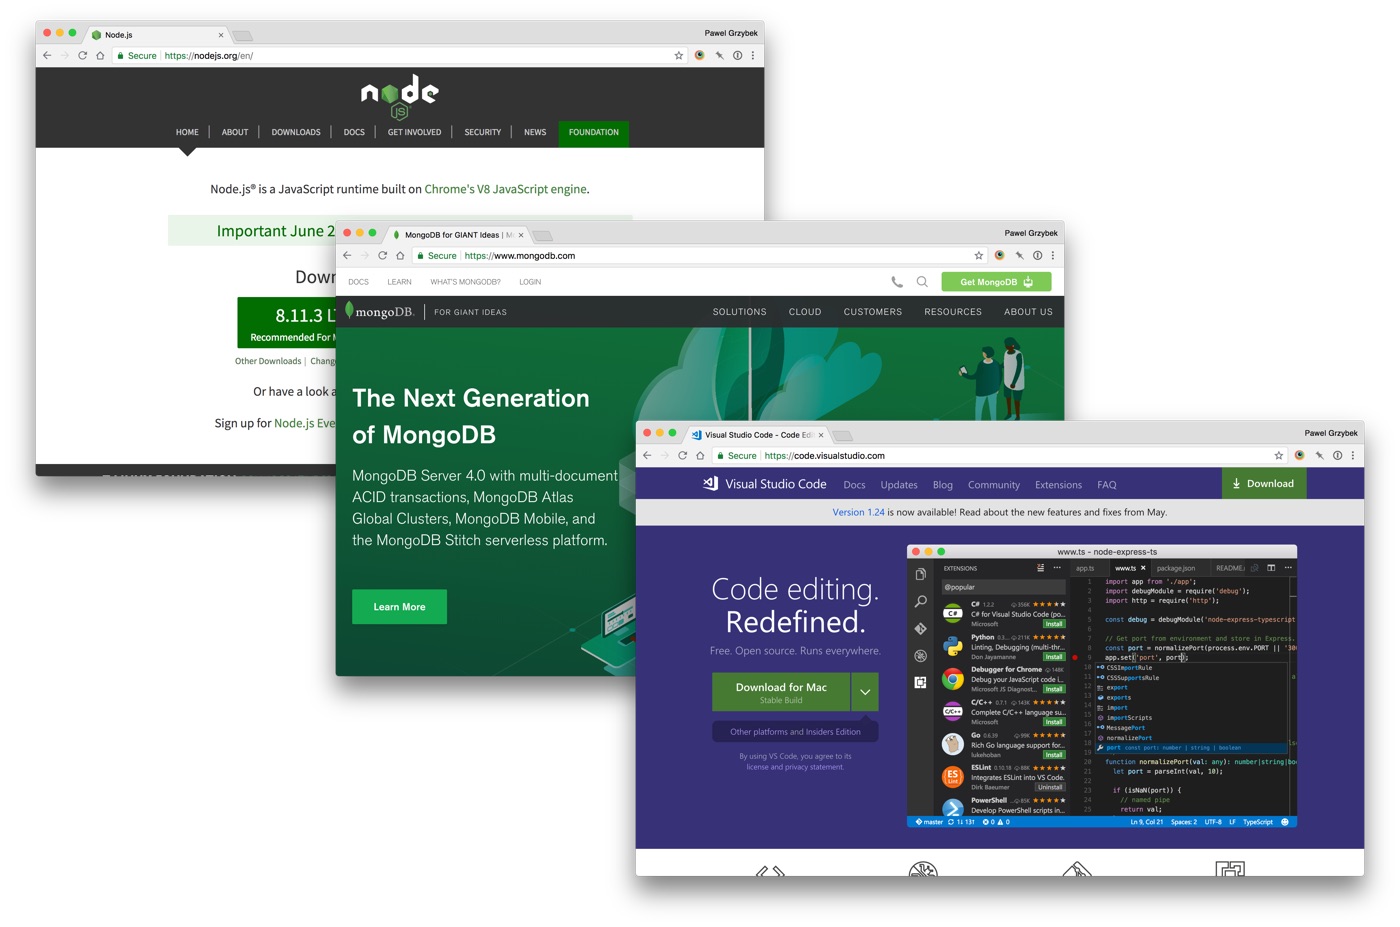 Node.js
Pawel Grzybek
Secure https://nodejs.org/en/
node
JS
HOME ABOUT DOWNLOADS DOCS GET INVOLVED SECURITY NEWS FOUNDATION
Node.js® is a JavaScript runtime built on Chrome's V8 JavaScript engine.
Important June 2
Down
8.11.3 LT
Recommended For M
Other Downloads | Chang
Or have a look a
Sign up for Node.js Eve
MongoDB for GIANT Ideas | Mo
Pawel Grzybek
Secure https://www.mongodb.com
DOCS LEARN WHAT'S MONGODB? LOGIN
Get MongoDB
mongoDB. FOR GIANT IDEAS
SOLUTIONS CLOUD CUSTOMERS RESOURCES ABOUT US
The Next Generation
of MongoDB
MongoDB Server 4.0 with multi-document
ACID transactions, MongoDB Atlas
Global Clusters, MongoDB Mobile, and
the MongoDB Stitch serverless platform.
Learn More
Visual Studio Code - Code Edi
Pawel Grzybek
Secure https://code.visualstudio.com
Visual Studio Code Docs Updates Blog Community Extensions FAQ
Download
Version 1.24 is now available! Read about the new features and fixes from May.
Code editing.
Redefined.
Free. Open source. Runs everywhere.
Download for Mac
Stable Build
Other platforms and Insiders Edition
By using VS Code, you agree to its
license and privacy statement.
www.ts - node-express-ts
EXTENSIONS
@popular
C# 1.2.2 356K
C# for Visual Studio Code (po...
Microsoft Install
Python 0.3... 211K
Linting, Debugging (multi-thr...
Don Jayamanne Install
Debugger for Chrome 148K
Debug your JavaScript code i...
Microsoft JS Diagnost... Install
C/C++ 0.7.1 143K
Complete C/C++ language su...
Microsoft Install
Go 0.6.39 99K
Rich Go language support for...
lukehoban Install
ESLint 0.10.18 88K
Integrates ESLint into VS Code.
Dirk Baeumer Uninstall
PowerShell ... 85K
Develop PowerShell scripts in...
app.ts www.ts package.json README.
1 import app from './app';
2 import debugModule = require('debug');
3 import http = require('http');
4
5 const debug = debugModule('node-express-typescript
6
7 // Get port from environment and store in Express.
8 const port = normalizePort(process.env.PORT || '300
9 app.set('port', port);
10 CSSImportRule
11 CSSSupportsRule
12 export
13 exports
14 import
15 importScripts
16 MessagePort
17 normalizePort
18 port const port: number | string | boolean
19
20 function normalizePort(val: any): number|string|boo
21 let port = parseInt(val, 10);
22
23 if (isNaN(port)) {
24 // named pipe
25 return val;
master 1↓ 13↑ 0 0
Ln 9, Col 21 Spaces: 2 UTF-8 LF TypeScript